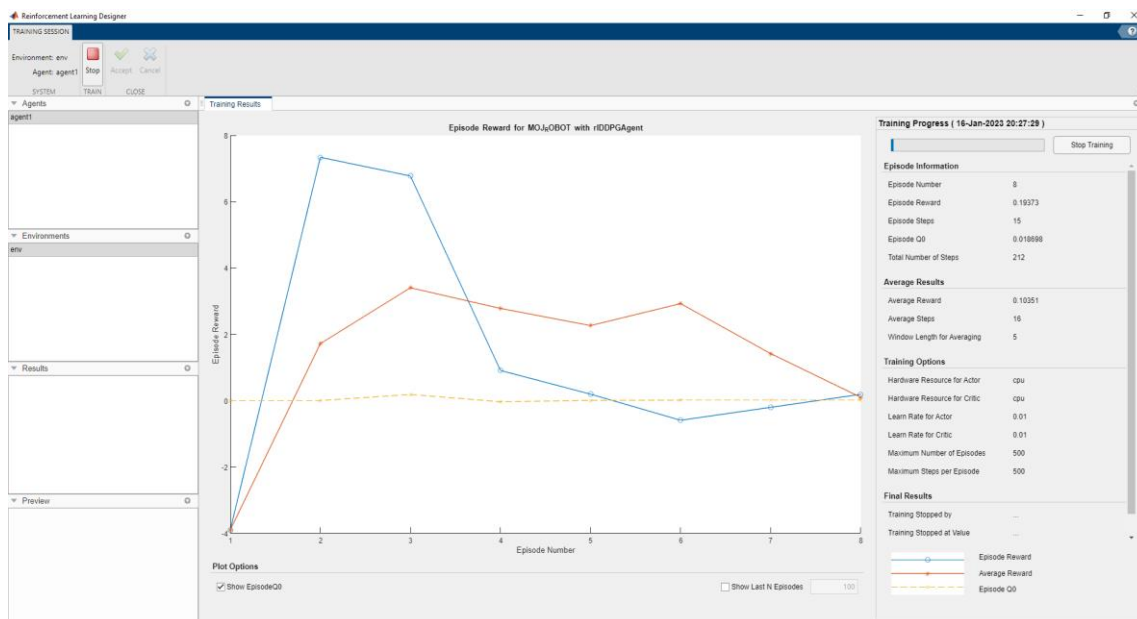 Reinforcement Learning Designer
TRAINING SESSION
Environment: env
Agent: agent1
Stop
Accept
Cancel
SYSTEM
TRAIN
CLOSE
Agents
agent1
Environments
env
Results
Preview
Training Results
Episode Reward for MOJROBOT with rlDDPGAgent
Episode Reward
8
6
4
2
0
-2
-4
1 2 3 4 5 6 7 8
Episode Number
Plot Options
Show EpisodeQ0
Show Last N Episodes 100
Training Progress ( 16-Jan-2023 20:27:29 )
Stop Training
Episode Information
Episode Number 8
Episode Reward 0.19373
Episode Steps 15
Episode Q0 0.018698
Total Number of Steps 212
Average Results
Average Reward 0.10351
Average Steps 16
Window Length for Averaging 5
Training Options
Hardware Resource for Actor cpu
Hardware Resource for Critic cpu
Learn Rate for Actor 0.01
Learn Rate for Critic 0.01
Maximum Number of Episodes 500
Maximum Steps per Episode 500
Final Results
Training Stopped by ...
Training Stopped at Value ...
Episode Reward
Average Reward
Episode Q0